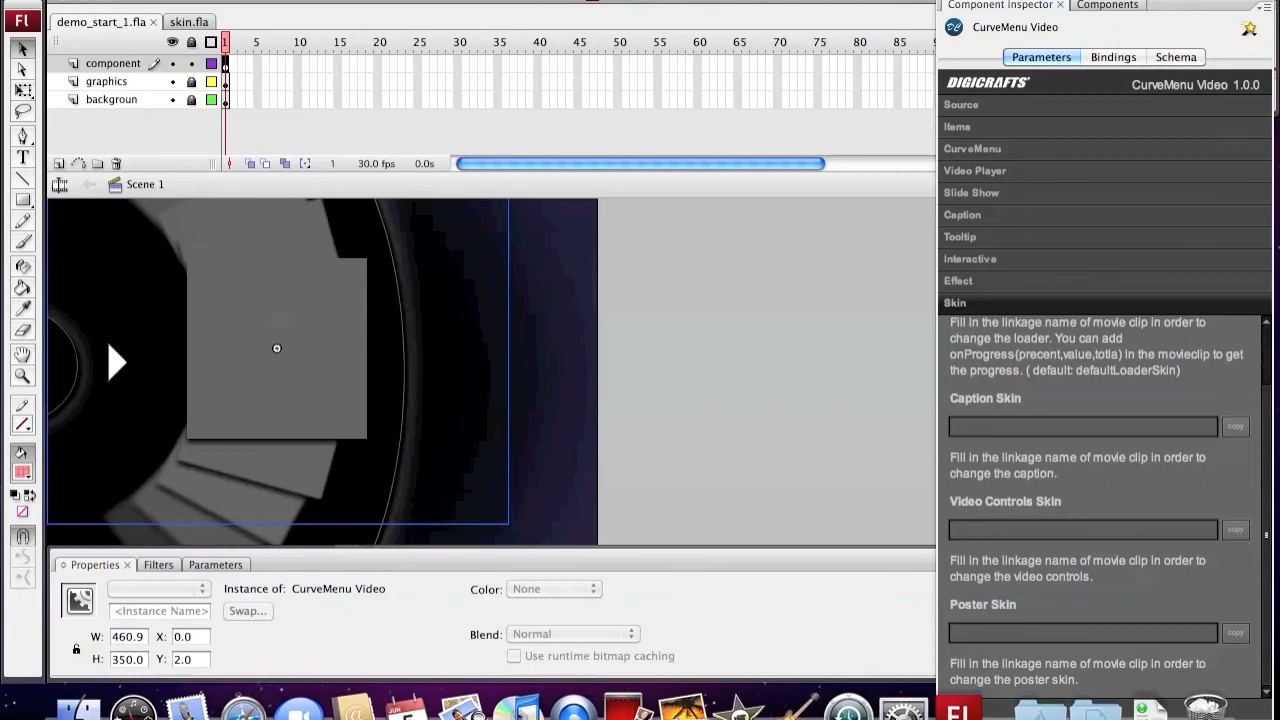 Fl
demo_start_1.fla
skin.fla
1 5 10 15 20 25 30 35 40 45 50 55 60 65 70 75 80 85
component
graphics
backgroun
1 30.0 fps 0.0s
Scene 1
T
Properties
Filters
Parameters
Instance of: CurveMenu Video
Color: None
<Instance Name>
Swap...
W: 460.9 X: 0.0
H: 350.0 Y: 2.0
Blend: Normal
Use runtime bitmap caching
Component Inspector
Components
CurveMenu Video
Parameters
Bindings
Schema
DIGICRAFTS
CurveMenu Video 1.0.0
Source
Items
CurveMenu
Video Player
Slide Show
Caption
Tooltip
Interactive
Effect
Skin
Fill in the linkage name of movie clip in order to
change the loader. You can add
onProgress(precent,value,totla) in the movieclip to get
the progress. ( default: defaultLoaderSkin)
Caption Skin
copy
Fill in the linkage name of movie clip in order to
change the caption.
Video Controls Skin
copy
Fill in the linkage name of movie clip in order to
change the video controls.
Poster Skin
copy
Fill in the linkage name of movie clip in order to
change the poster skin.
JUN
Fl